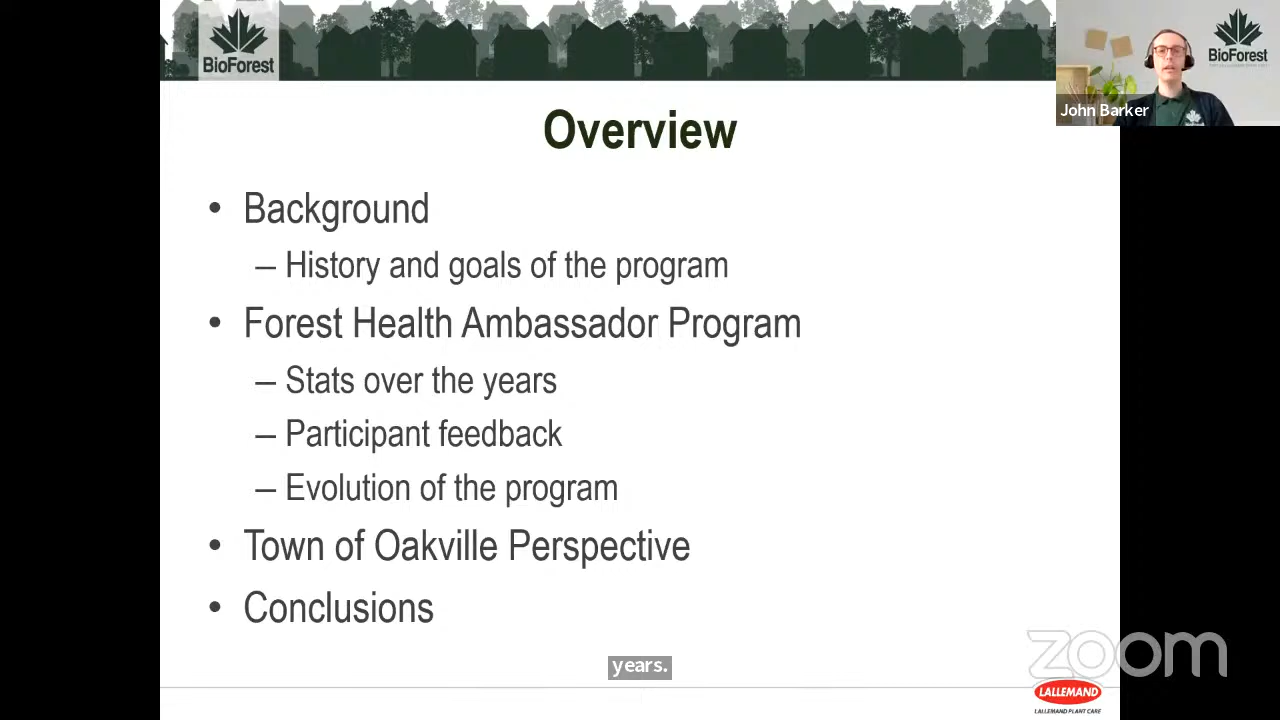 BioForest
BioForest
John Barker
Overview
• Background
– History and goals of the program
• Forest Health Ambassador Program
– Stats over the years
– Participant feedback
– Evolution of the program
• Town of Oakville Perspective
• Conclusions
years.
zoom
LALLEMAND
LALLEMAND PLANT CARE